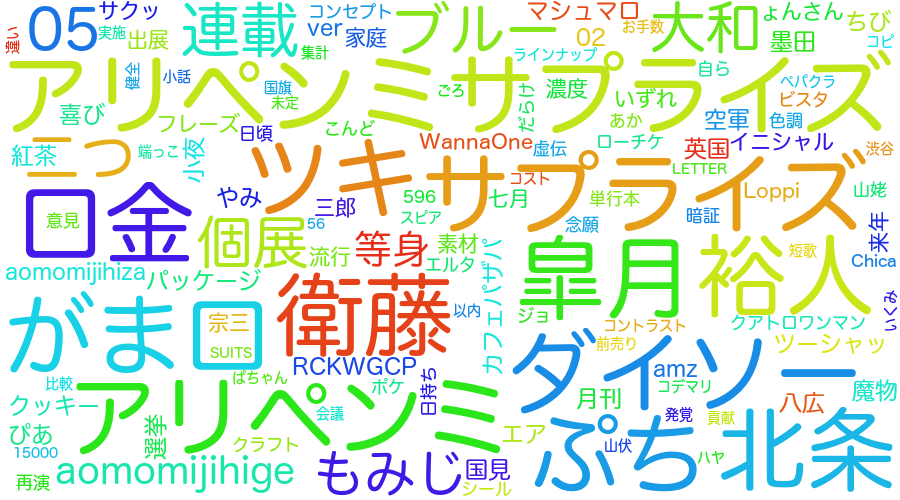 違い
05
実施
サクッ
出展
連載
コンセプト
ver
家庭
集計
ブルー
マシュマロ
02
お手数
大和
ょんさん
墨田
ちび
コピ
アリペンミサプライズ
健全
小話
国旗
未定
ラインナップ
ごろ
だらけ
濃度
自ら
いずれ
ペパクラ
ビスタ
喜び
フレーズ
日頃
こんど
あか
空軍
色調
二つ
紅茶
端っこ
小夜
ツキ
サプライズ
WannaOne
虚伝
ローチケ
英国
イニシャル
渋谷
LETTER
口金
意見
やみ
三郎
56
596
スピア
コスト
七月
単行本
Loppi
山姥
個展
流行
等身
素材
エルタ
カフェパザパ
皐月
念願
暗証
裕人
来年
短歌
Chica
aomomijihiza
パッケージ
がま口
宗三
SUITS
衛藤
以内
ジョ
コントラスト
前売り
クアトロワンマン
いくみ
ツーシャッ
RCKWGCP
ダイソー
比較
ぱちゃん
ポケ
日持ち
amz
コデマリ
魔物
クッキー
アリペンミ
会議
月刊
発覚
八広
貢献
ぴあ
15000
選挙
クラフト
エア
ぷち
山伏
ハヤ
北条
再演
aomomijihige
もみじ
国見
シール